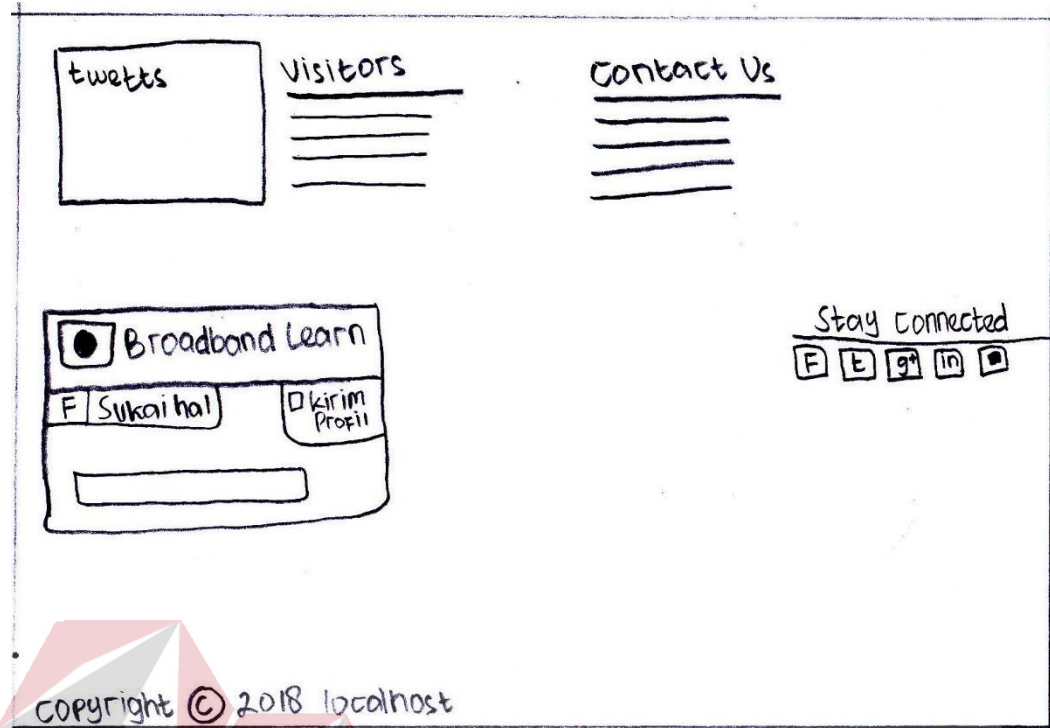 twetts
Visitors
Contact Us
Broadband Learn
F Sukai hal
kirim
Profil
Stay Connected
F t g+ in
copyright © 2018 localhost